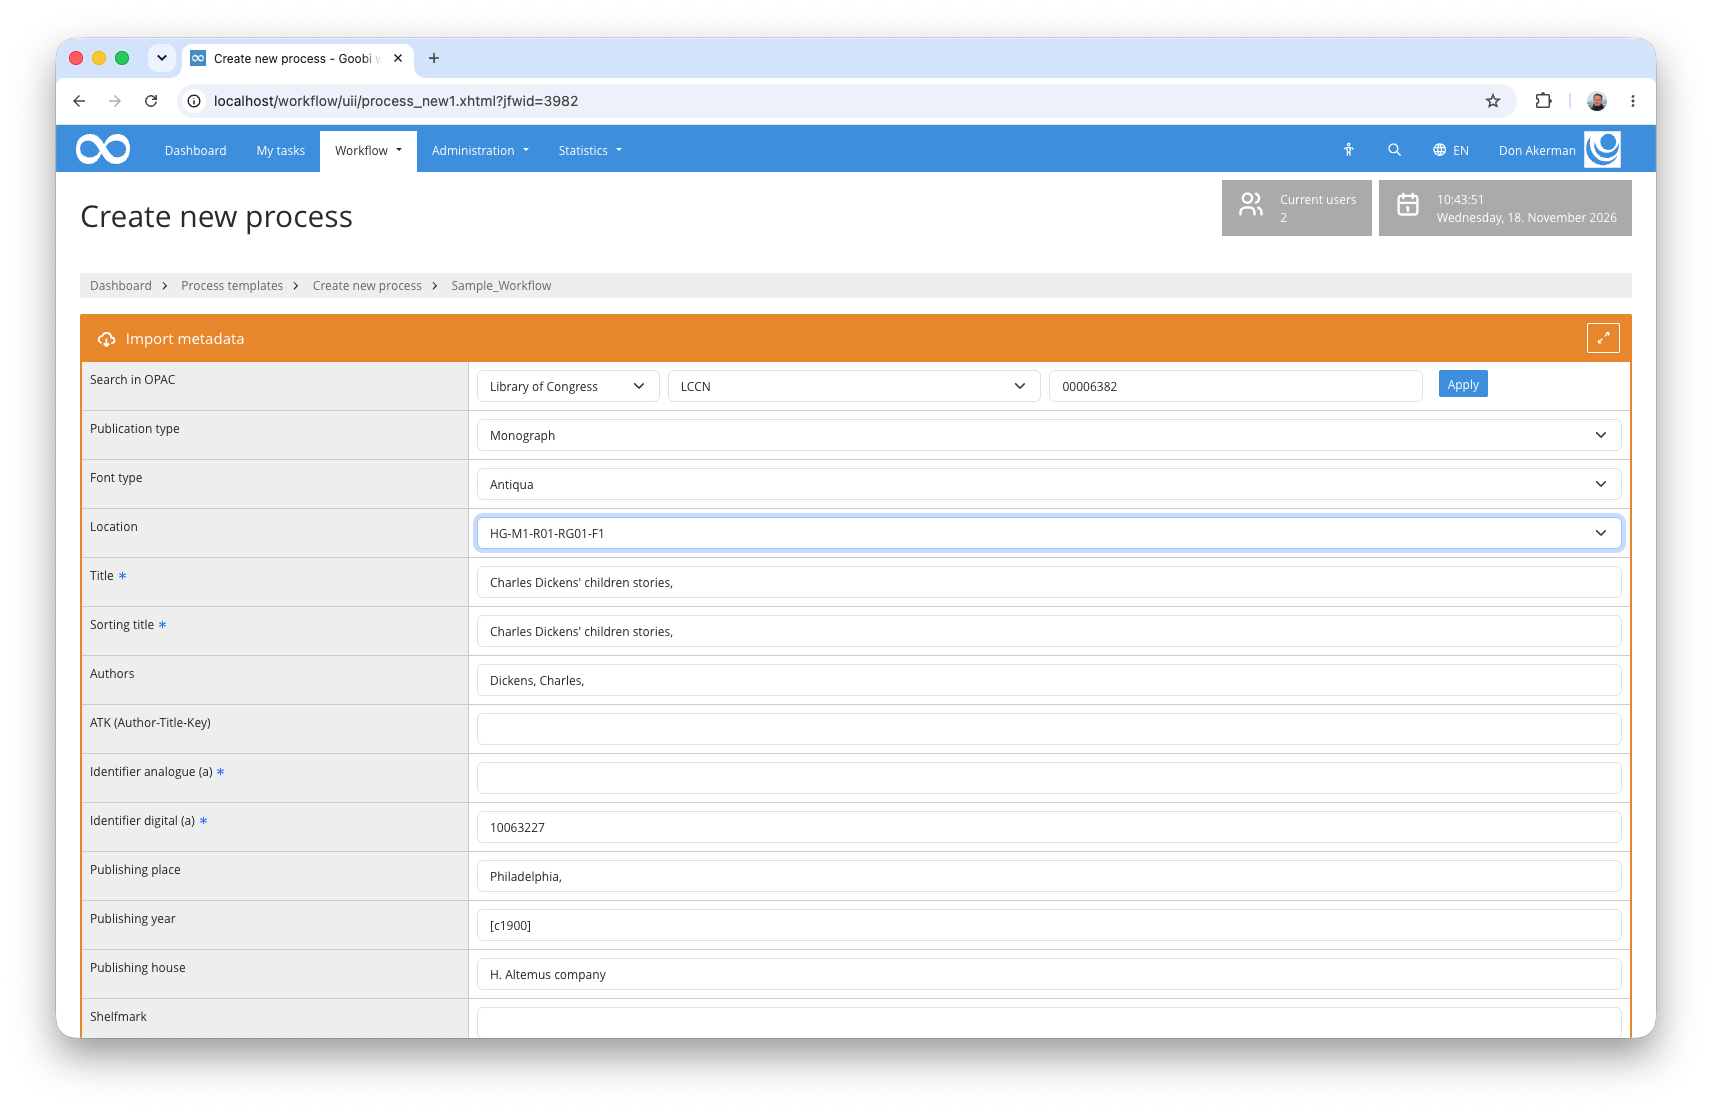 Create new process - Goobi
localhost/workflow/uii/process_new1.xhtml?jfwid=3982
Dashboard My tasks Workflow Administration Statistics EN Don Akerman
Create new process
Current users
2
10:43:51
Wednesday, 18. November 2026
Dashboard Process templates Create new process Sample_Workflow
Import metadata
Search in OPAC Library of Congress LCCN 00006382 Apply
Publication type Monograph
Font type Antiqua
Location HG-M1-R01-RG01-F1
Title * Charles Dickens' children stories,
Sorting title * Charles Dickens' children stories,
Authors Dickens, Charles,
ATK (Author-Title-Key)
Identifier analogue (a) *
Identifier digital (a) * 10063227
Publishing place Philadelphia,
Publishing year [c1900]
Publishing house H. Altemus company
Shelfmark